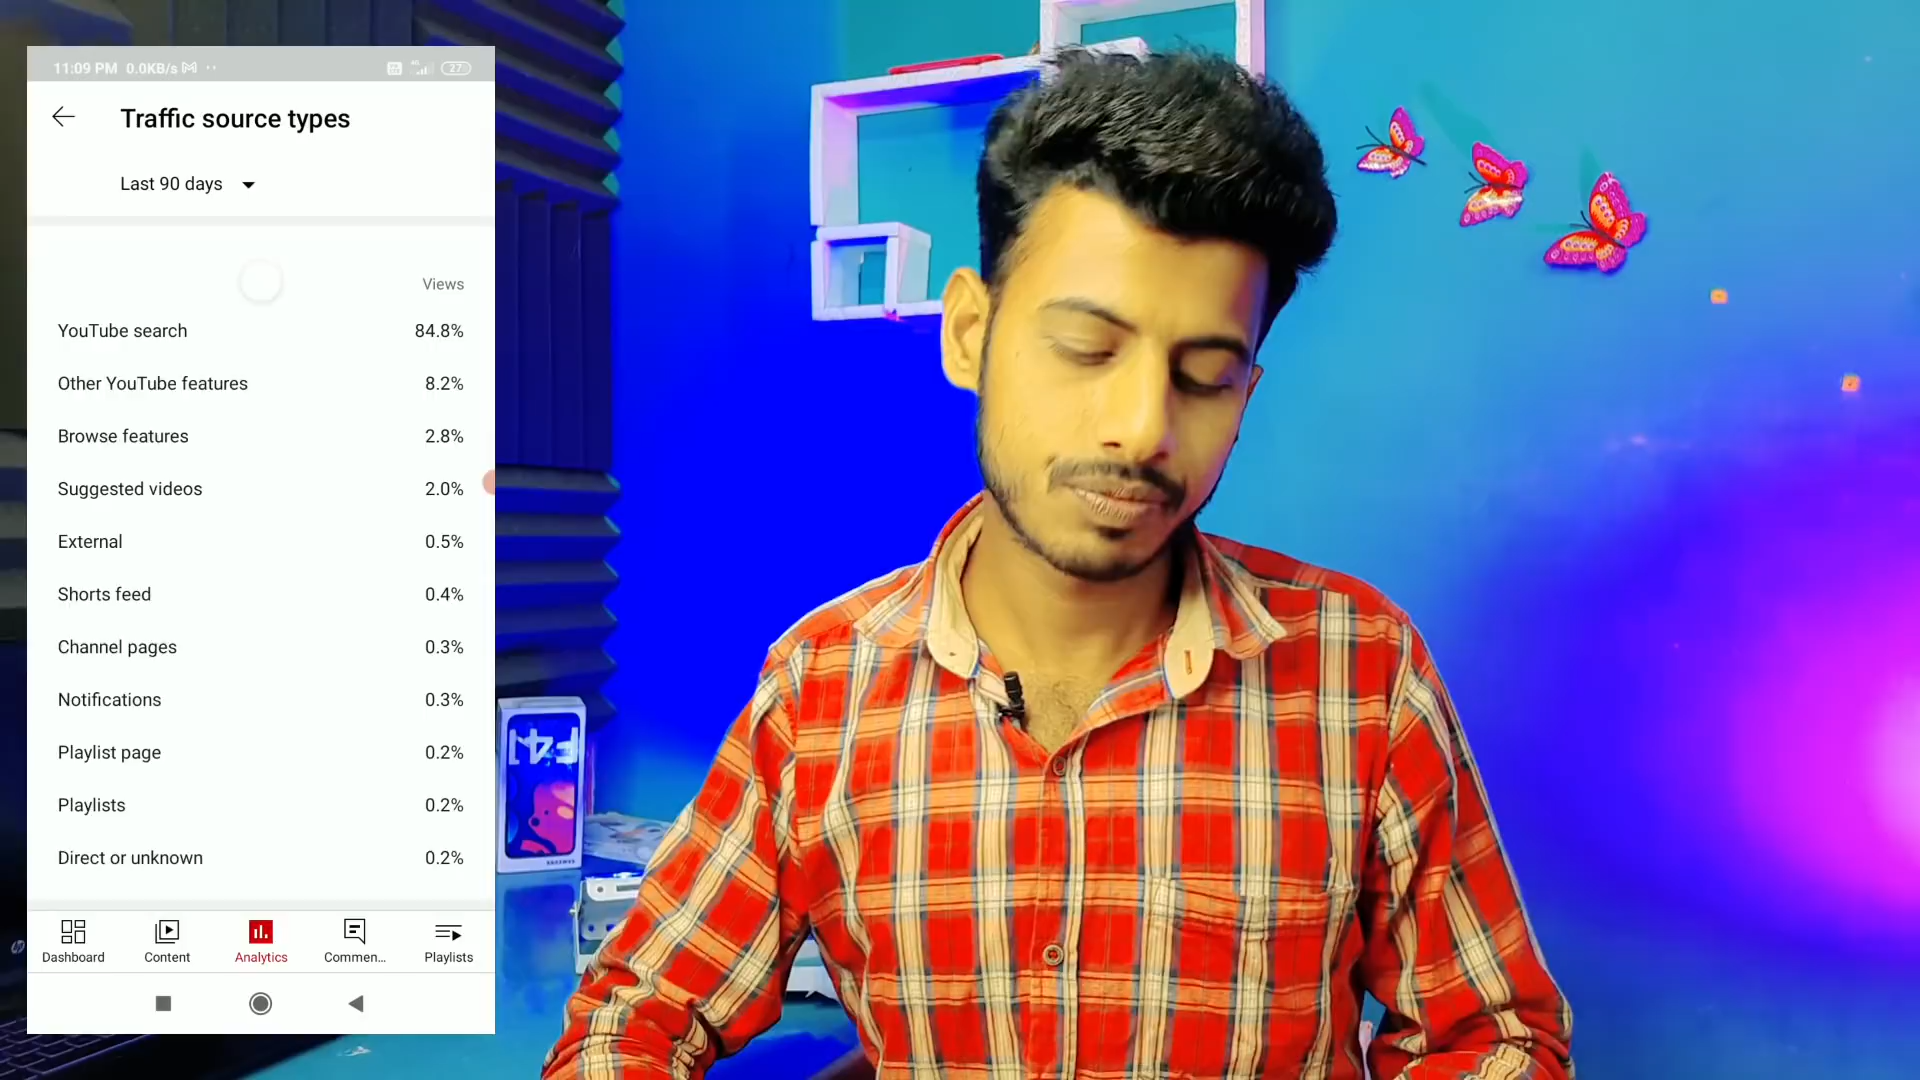 11:09 PM 0.0KB/s
27
Traffic source types
Last 90 days
Views
YouTube search 84.8%
Other YouTube features 8.2%
Browse features 2.8%
Suggested videos 2.0%
External 0.5%
Shorts feed 0.4%
Channel pages 0.3%
Notifications 0.3%
Playlist page 0.2%
Playlists 0.2%
Direct or unknown 0.2%
Dashboard Content Analytics Commen... Playlists
F41
hp